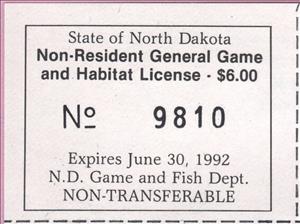 State of North Dakota
Non-Resident General Game
and Habitat License - $6.00
Nº 9810
Expires June 30, 1992
N.D. Game and Fish Dept.
NON-TRANSFERABLE